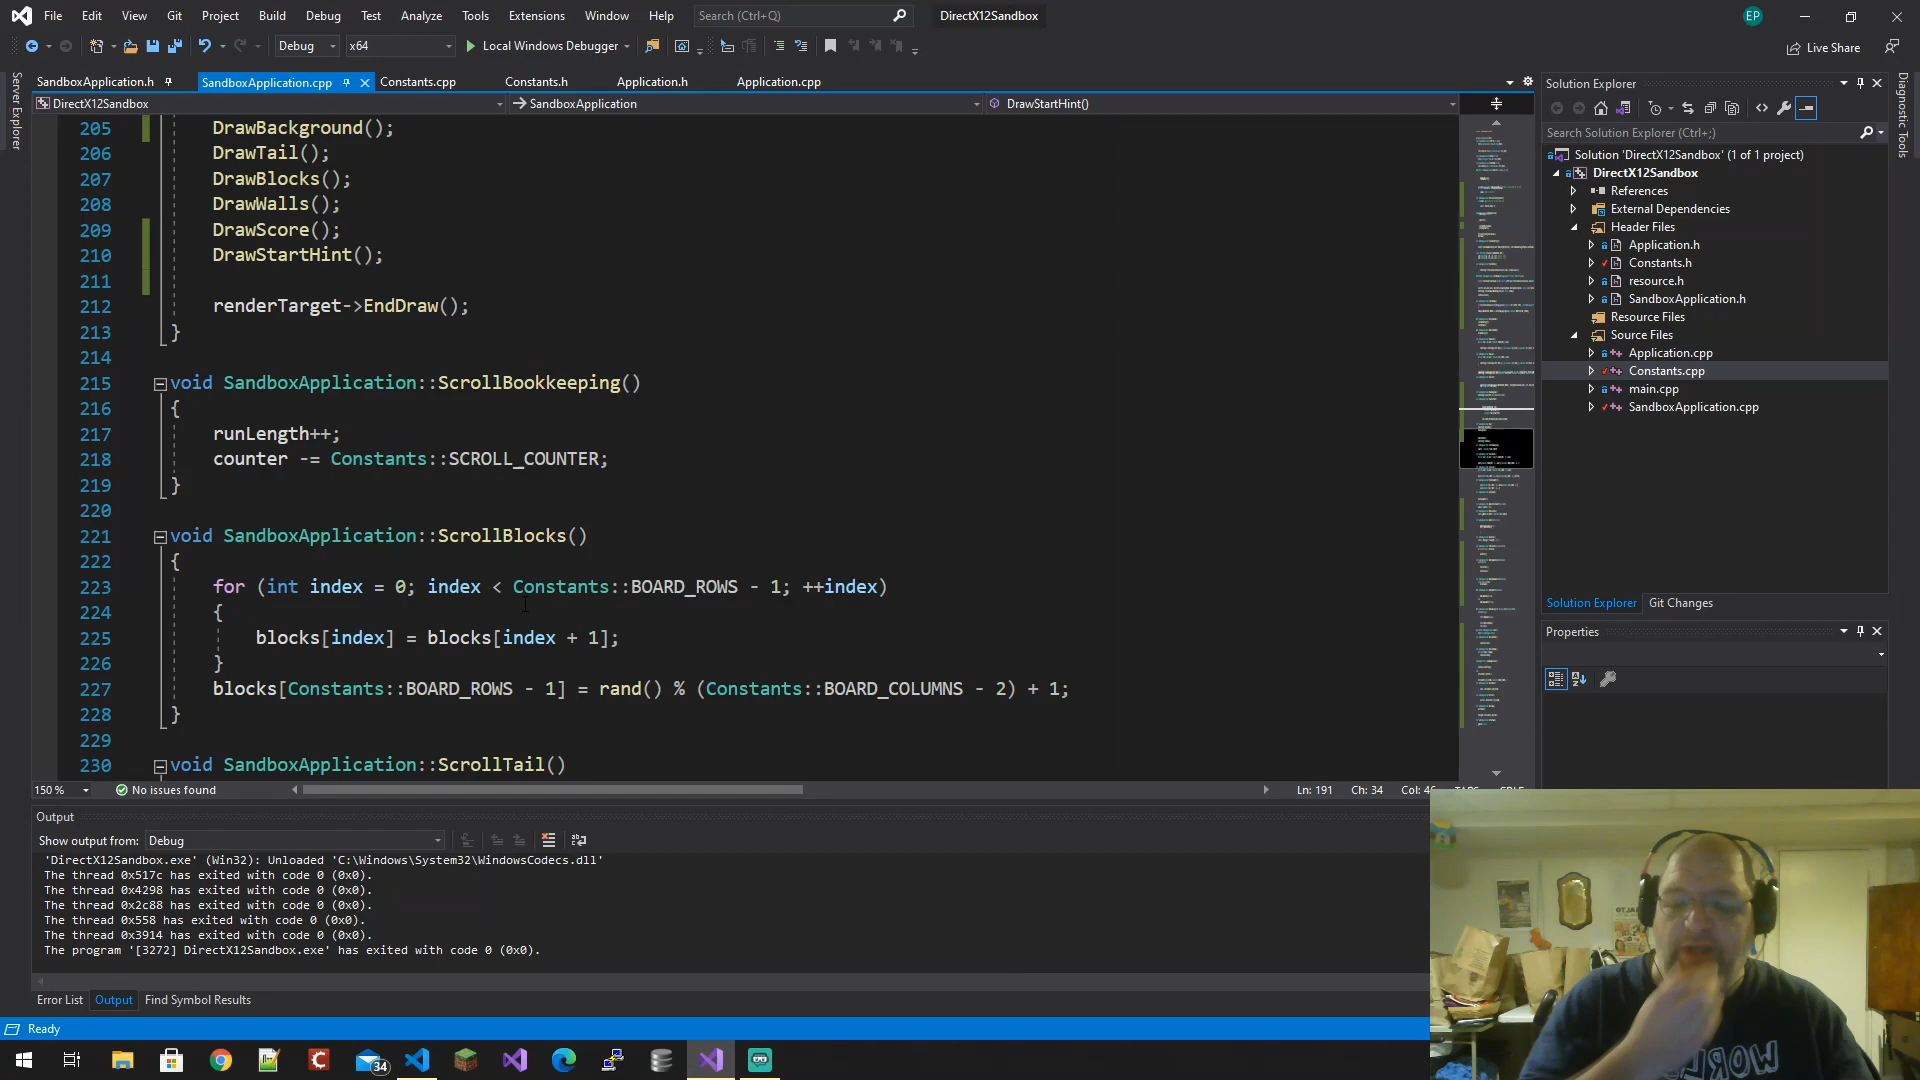 File Edit View Git Project Build Debug Test Analyze Tools Extensions Window Help Search (Ctrl+Q) DirectX12Sandbox EP
Debug x64 Local Windows Debugger Live Share
Server Explorer
SandboxApplication.h SandboxApplication.cpp Constants.cpp Constants.h Application.h Application.cpp
DirectX12Sandbox SandboxApplication DrawStartHint()
205 DrawBackground();
206 DrawTail();
207 DrawBlocks();
208 DrawWalls();
209 DrawScore();
210 DrawStartHint();
211
212 renderTarget->EndDraw();
213 }
214
215 void SandboxApplication::ScrollBookkeeping()
216 {
217 runLength++;
218 counter -= Constants::SCROLL_COUNTER;
219 }
220
221 void SandboxApplication::ScrollBlocks()
222 {
223 for (int index = 0; index < Constants::BOARD_ROWS - 1; ++index)
224 {
225 blocks[index] = blocks[index + 1];
226 }
227 blocks[Constants::BOARD_ROWS - 1] = rand() % (Constants::BOARD_COLUMNS - 2) + 1;
228 }
229
230 void SandboxApplication::ScrollTail()
150 % No issues found Ln: 191 Ch: 34
Output
Show output from: Debug
'DirectX12Sandbox.exe' (Win32): Unloaded 'C:\Windows\System32\WindowsCodecs.dll'
The thread 0x517c has exited with code 0 (0x0).
The thread 0x4298 has exited with code 0 (0x0).
The thread 0x2c88 has exited with code 0 (0x0).
The thread 0x558 has exited with code 0 (0x0).
The thread 0x3914 has exited with code 0 (0x0).
The program '[3272] DirectX12Sandbox.exe' has exited with code 0 (0x0).
Error List Output Find Symbol Results
Ready
34
Solution Explorer
Search Solution Explorer (Ctrl+;)
Solution 'DirectX12Sandbox' (1 of 1 project)
DirectX12Sandbox
References
External Dependencies
Header Files
Application.h
Constants.h
resource.h
SandboxApplication.h
Resource Files
Source Files
Application.cpp
Constants.cpp
main.cpp
SandboxApplication.cpp
Solution Explorer Git Changes
Properties
Diagnostic Tools